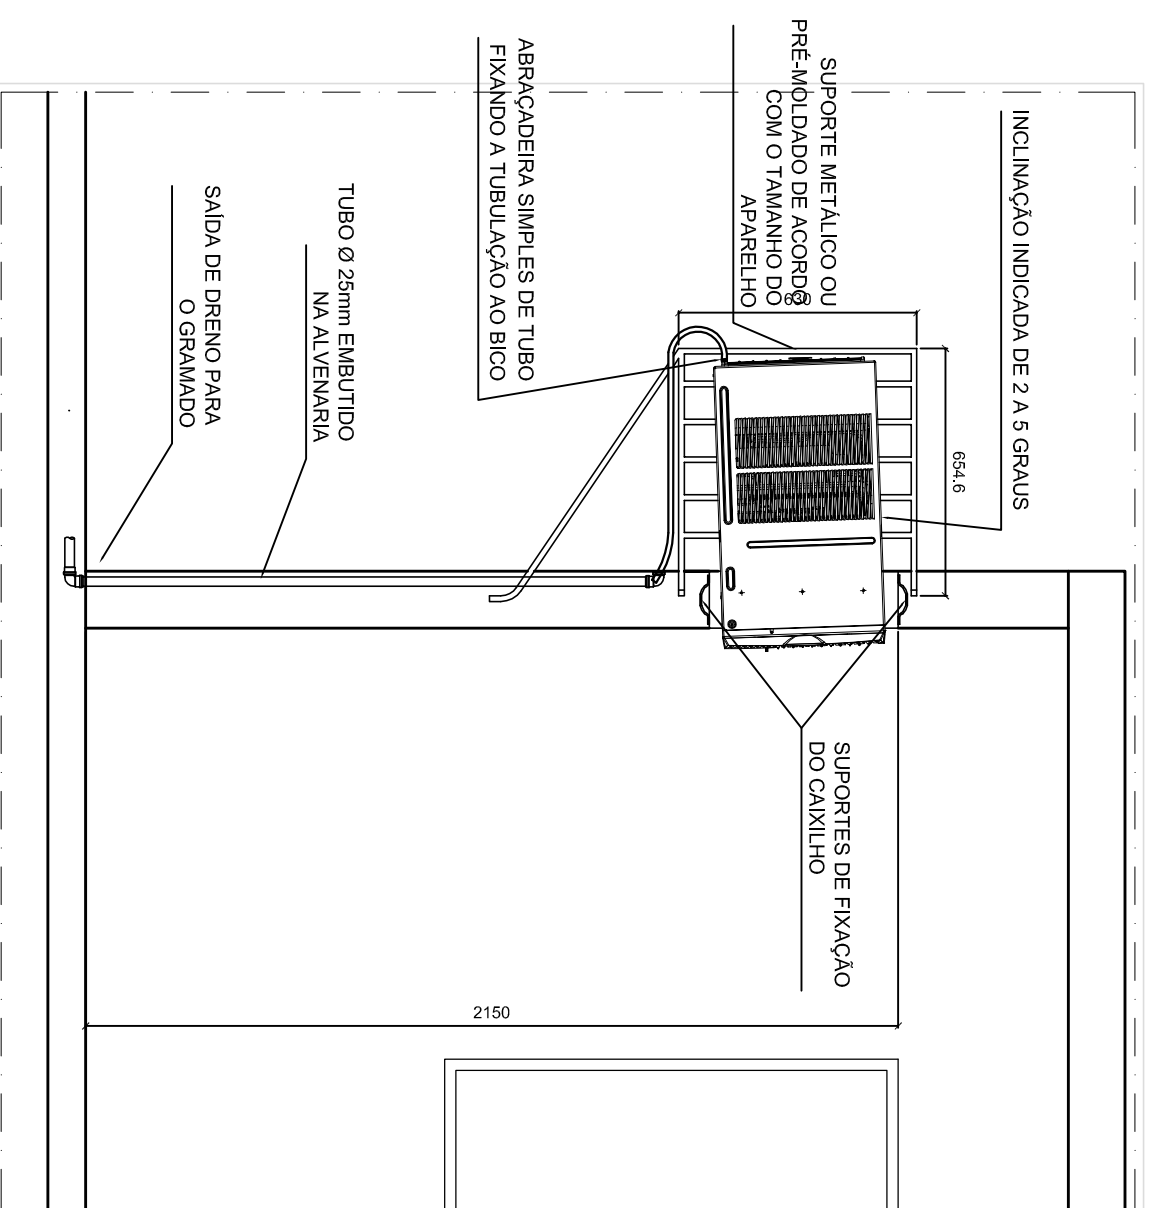 INCLINAÇÃO INDICADA DE 2 A 5 GRAUS
654.6
SUPORTE METÁLICO OU
PRÉ-MOLDADO DE ACORDO
COM O TAMANHO DO
APARELHO
630
ABRAÇADEIRA SIMPLES DE TUBO
FIXANDO A TUBULAÇÃO AO BICO
TUBO Ø 25mm EMBUTIDO
NA ALVENARIA
SAÍDA DE DRENO PARA
O GRAMADO
SUPORTES DE FIXAÇÃO
DO CAIXILHO
2150